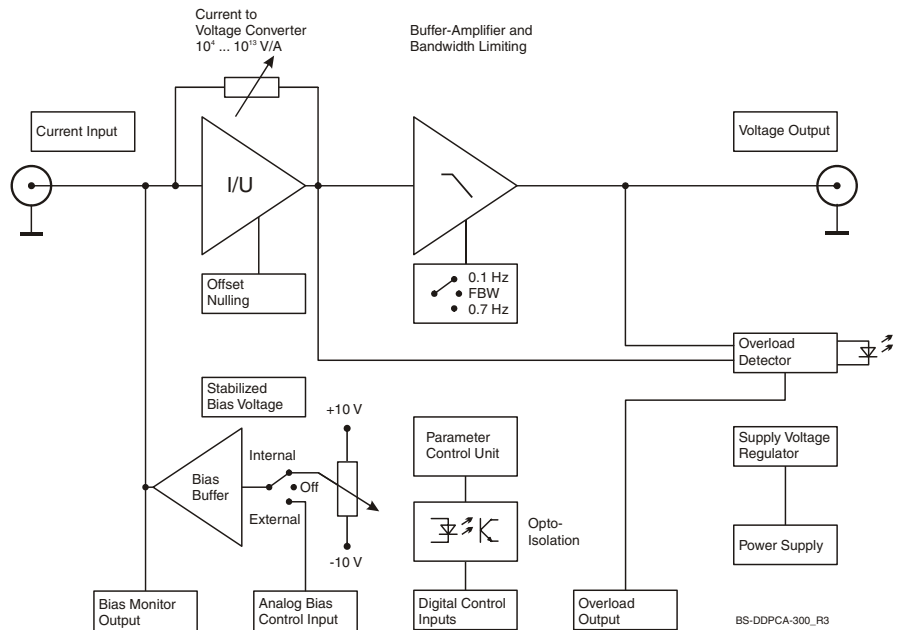 Current to
Voltage Converter
10⁴ ... 10¹³ V/A
Buffer-Amplifier and
Bandwidth Limiting
Current Input
Voltage Output
I/U
Offset
Nulling
0.1 Hz
FBW
0.7 Hz
Overload
Detector
Stabilized
Bias Voltage
+10 V
Internal
Bias
Buffer
Off
External
-10 V
Parameter
Control Unit
Opto-
Isolation
Supply Voltage
Regulator
Power Supply
Bias Monitor
Output
Analog Bias
Control Input
Digital Control
Inputs
Overload
Output
BS-DDPCA-300_R3